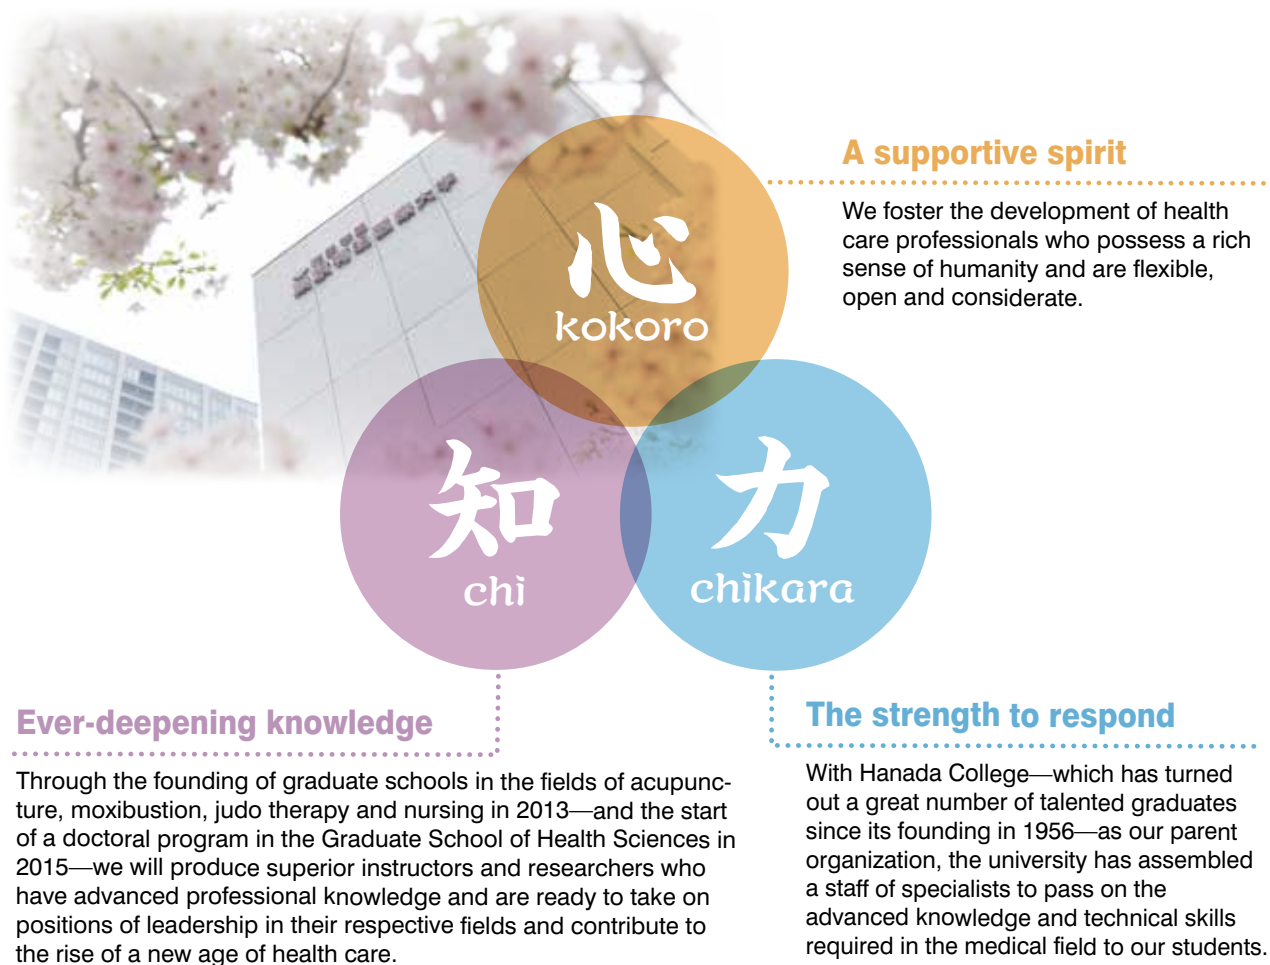 心
kokoro
知
chi
力
chikara
A supportive spirit
We foster the development of health
care professionals who possess a rich
sense of humanity and are flexible,
open and considerate.
Ever-deepening knowledge
Through the founding of graduate schools in the fields of acupunc-
ture, moxibustion, judo therapy and nursing in 2013—and the start
of a doctoral program in the Graduate School of Health Sciences in
2015—we will produce superior instructors and researchers who
have advanced professional knowledge and are ready to take on
positions of leadership in their respective fields and contribute to
the rise of a new age of health care.
The strength to respond
With Hanada College—which has turned
out a great number of talented graduates
since its founding in 1956—as our parent
organization, the university has assembled
a staff of specialists to pass on the
advanced knowledge and technical skills
required in the medical field to our students.